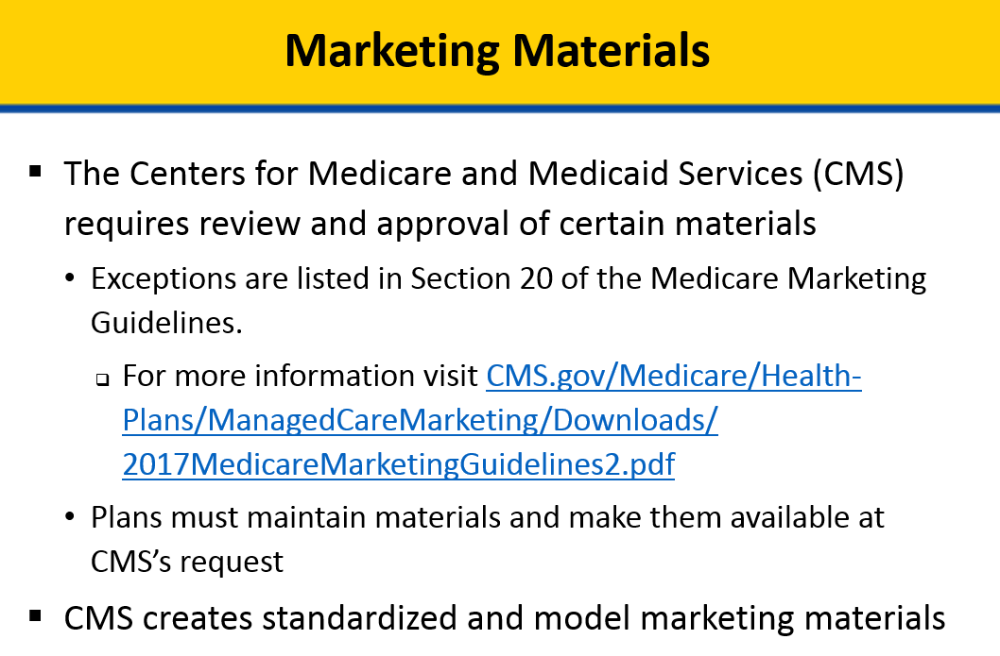 Marketing Materials
▪ The Centers for Medicare and Medicaid Services (CMS)
requires review and approval of certain materials
• Exceptions are listed in Section 20 of the Medicare Marketing
Guidelines.
❑ For more information visit CMS.gov/Medicare/Health-
Plans/ManagedCareMarketing/Downloads/
2017MedicareMarketingGuidelines2.pdf
• Plans must maintain materials and make them available at
CMS’s request
▪ CMS creates standardized and model marketing materials